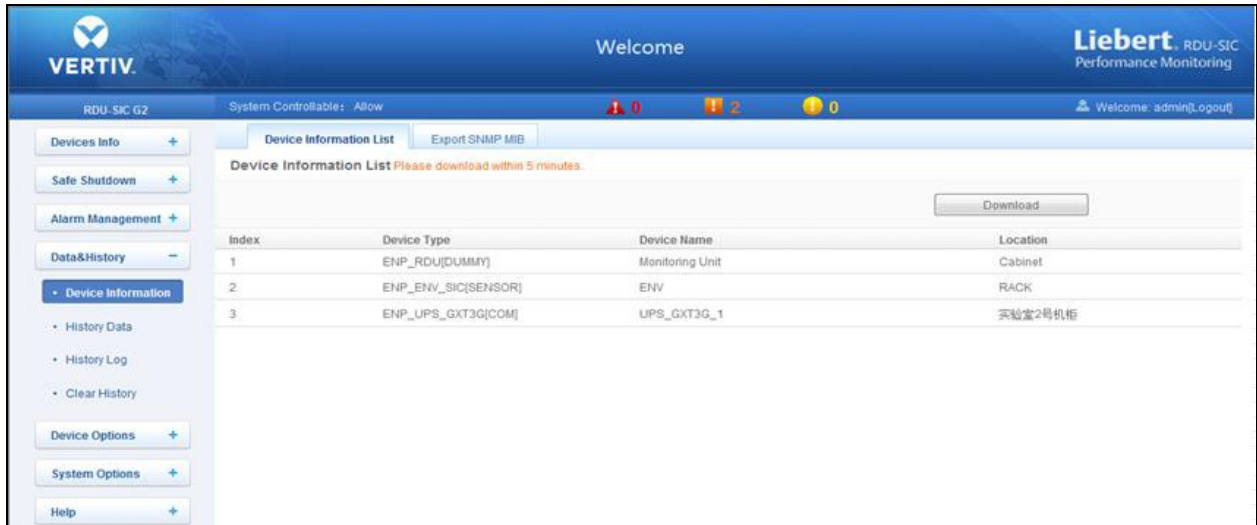 VERTIV.
Welcome
Liebert. RDU-SIC
Performance Monitoring
RDU-SIC G2
System Controllable: Allow
0
2
0
Welcome: admin[Logout]
Devices Info +
Safe Shutdown +
Alarm Management +
Data&History −
• Device Information
• History Data
• History Log
• Clear History
Device Options +
System Options +
Help +
Device Information List
Export SNMP MIB
Device Information List Please download within 5 minutes.
Download
Index Device Type Device Name Location
1 ENP_RDU[DUMMY] Monitoring Unit Cabinet
2 ENP_ENV_SIC[SENSOR] ENV RACK
3 ENP_UPS_GXT3G[COM] UPS_GXT3G_1 实验室2号机柜